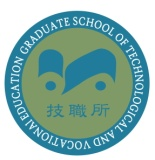 GRADUATE SCHOOL OF TECHNOLOGICAL AND VOCATIONAL EDUCATION
技職所